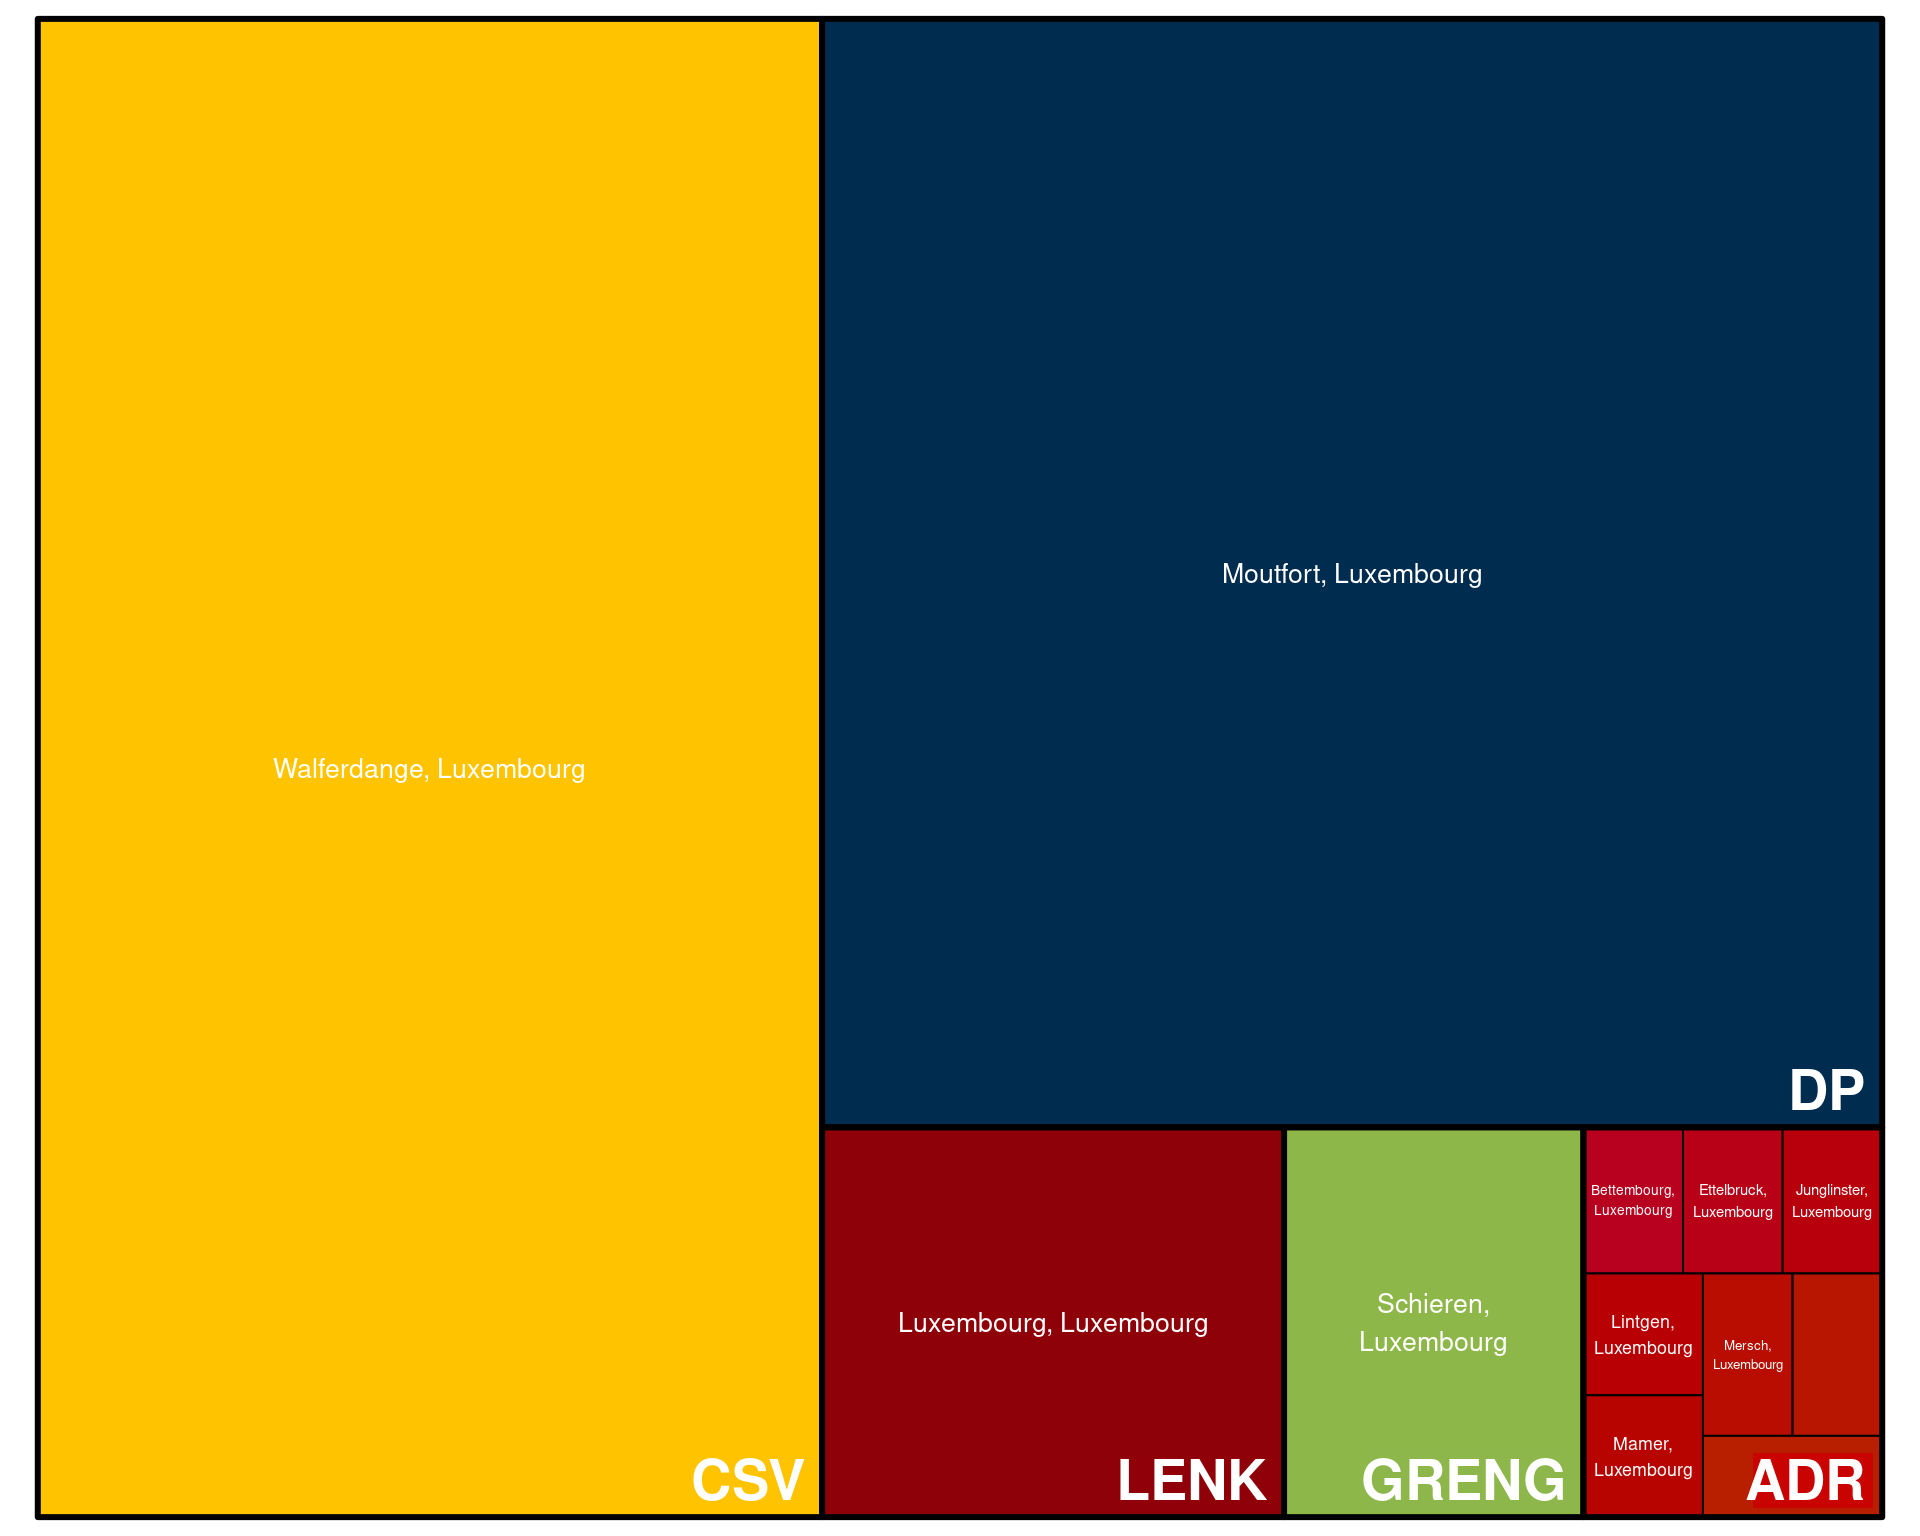 Walferdange, Luxembourg
CSV
Moutfort, Luxembourg
DP
Luxembourg, Luxembourg
LENK
Schieren,
Luxembourg
GRENG
Bettembourg,
Luxembourg
Ettelbruck,
Luxembourg
Junglinster,
Luxembourg
Lintgen,
Luxembourg
Mersch,
Luxembourg
Mamer,
Luxembourg
ADR